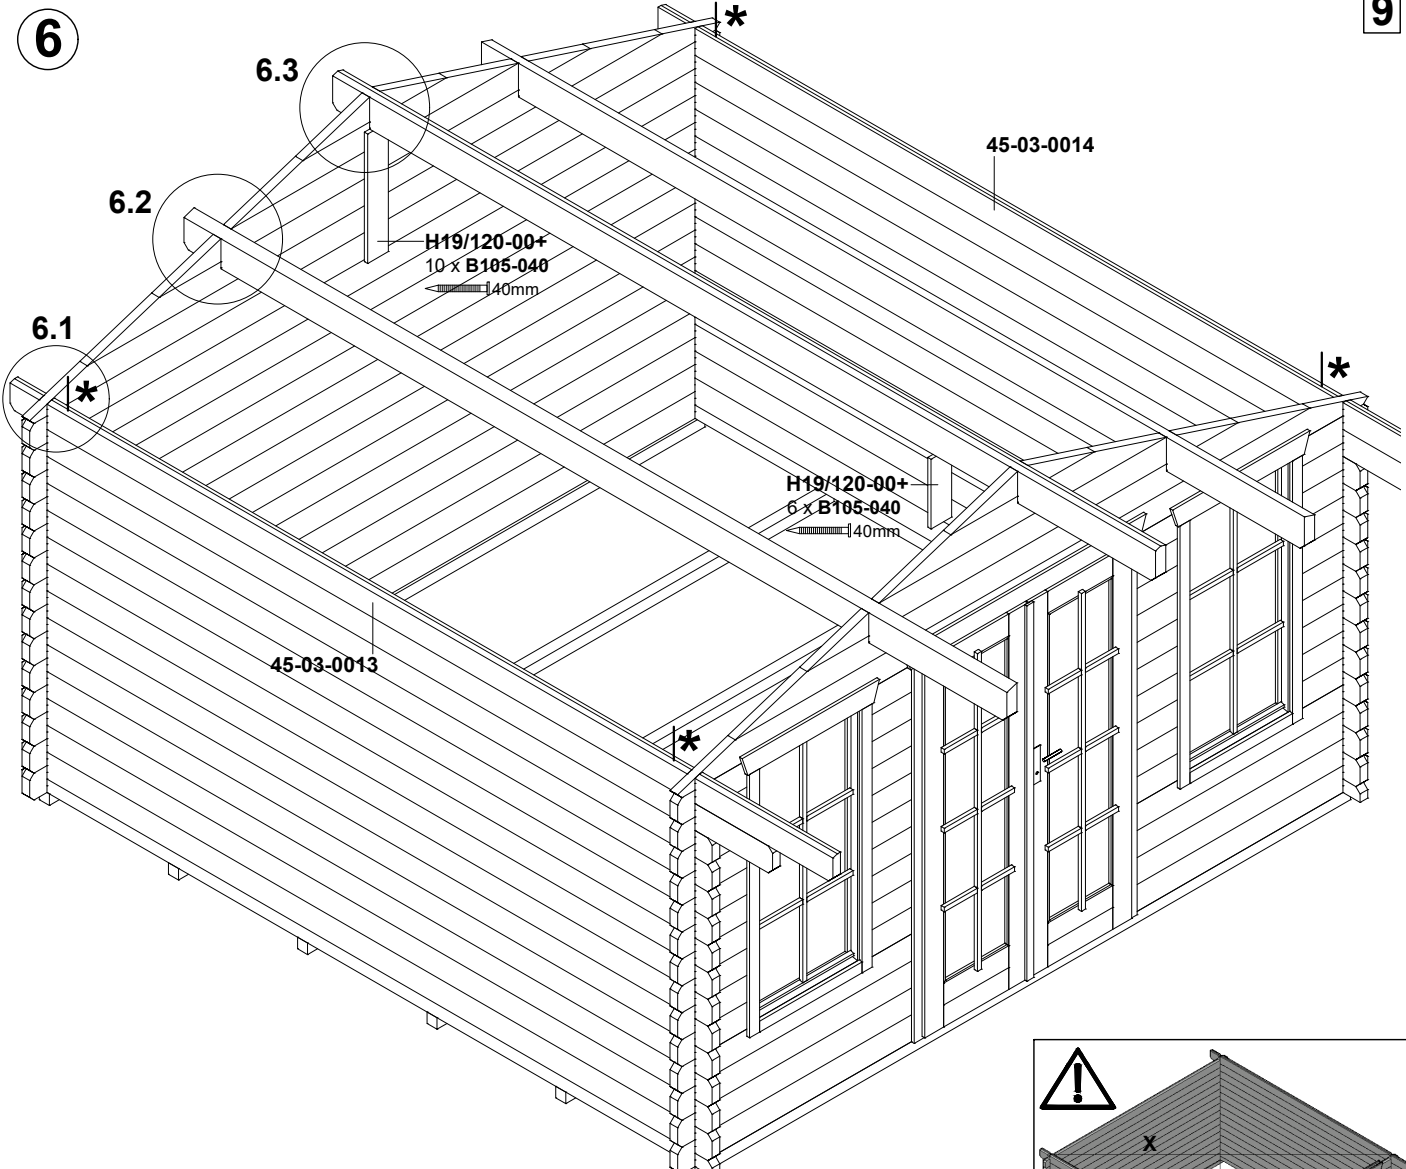 6
9
*
6.3
45-03-0014
6.2
H19/120-00+
10 x B105-040
40mm
6.1
*
*
H19/120-00+
6 x B105-040
40mm
45-03-0013
*
!
X